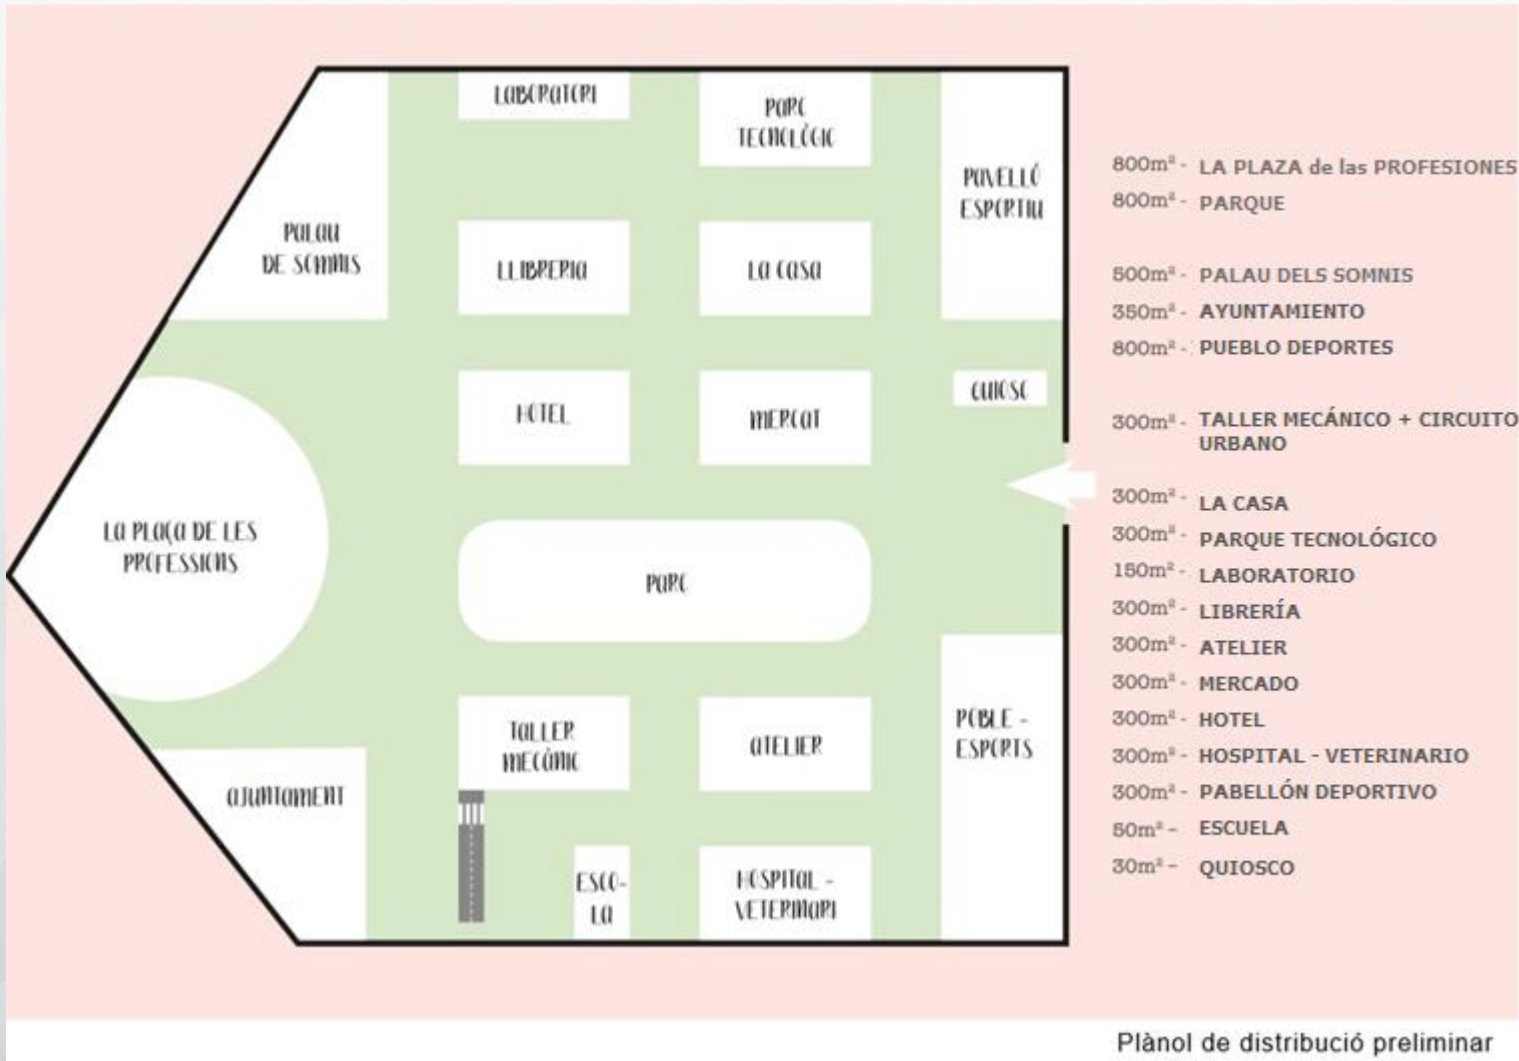 LABORATORI
PARC
TECNOLÒGIC
PAVELLÓ
ESPORTIU
PALAU
DE SOMNIS
LLIBRERIA
LA CASA
HOTEL
MERCAT
QUIOSC
LA PLAÇA DE LES
PROFESSIONS
PARC
TALLER
MECÀNIC
ATELIER
POBLE -
ESPORTS
AJUNTAMENT
ESCO-
LA
HOSPITAL -
VETERINARI
800m² - LA PLAZA de las PROFESIONES
800m² - PARQUE
500m² - PALAU DELS SOMNIS
350m² - AYUNTAMIENTO
800m² - PUEBLO DEPORTES
300m² - TALLER MECÁNICO + CIRCUITO
URBANO
300m² - LA CASA
300m² - PARQUE TECNOLÓGICO
150m² - LABORATORIO
300m² - LIBRERÍA
300m² - ATELIER
300m² - MERCADO
300m² - HOTEL
300m² - HOSPITAL - VETERINARIO
300m² - PABELLÓN DEPORTIVO
50m² - ESCUELA
30m² - QUIOSCO
Plànol de distribució preliminar